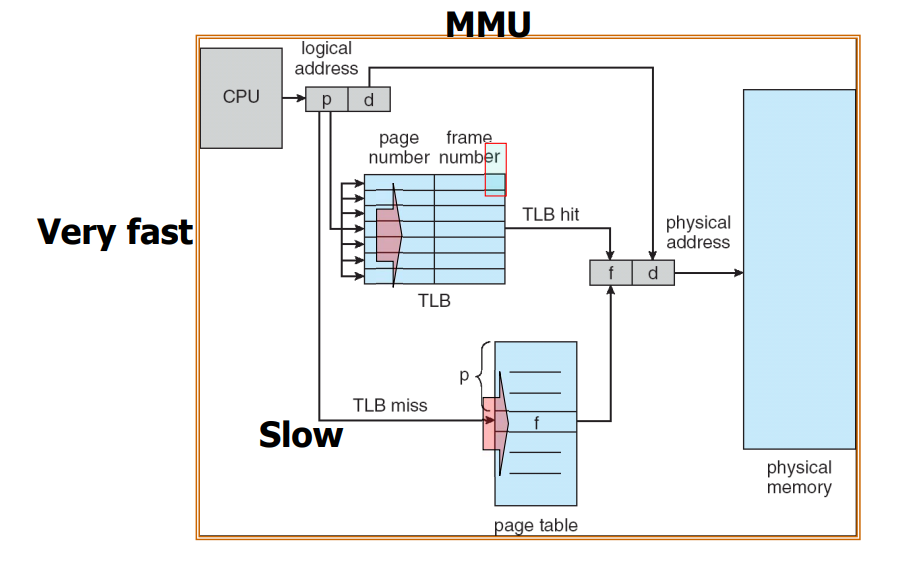 MMU
logical
address
CPU
p
d
page
number
frame
number
Very fast
TLB hit
physical
address
f
d
TLB
p
TLB miss
Slow
f
physical
memory
page table